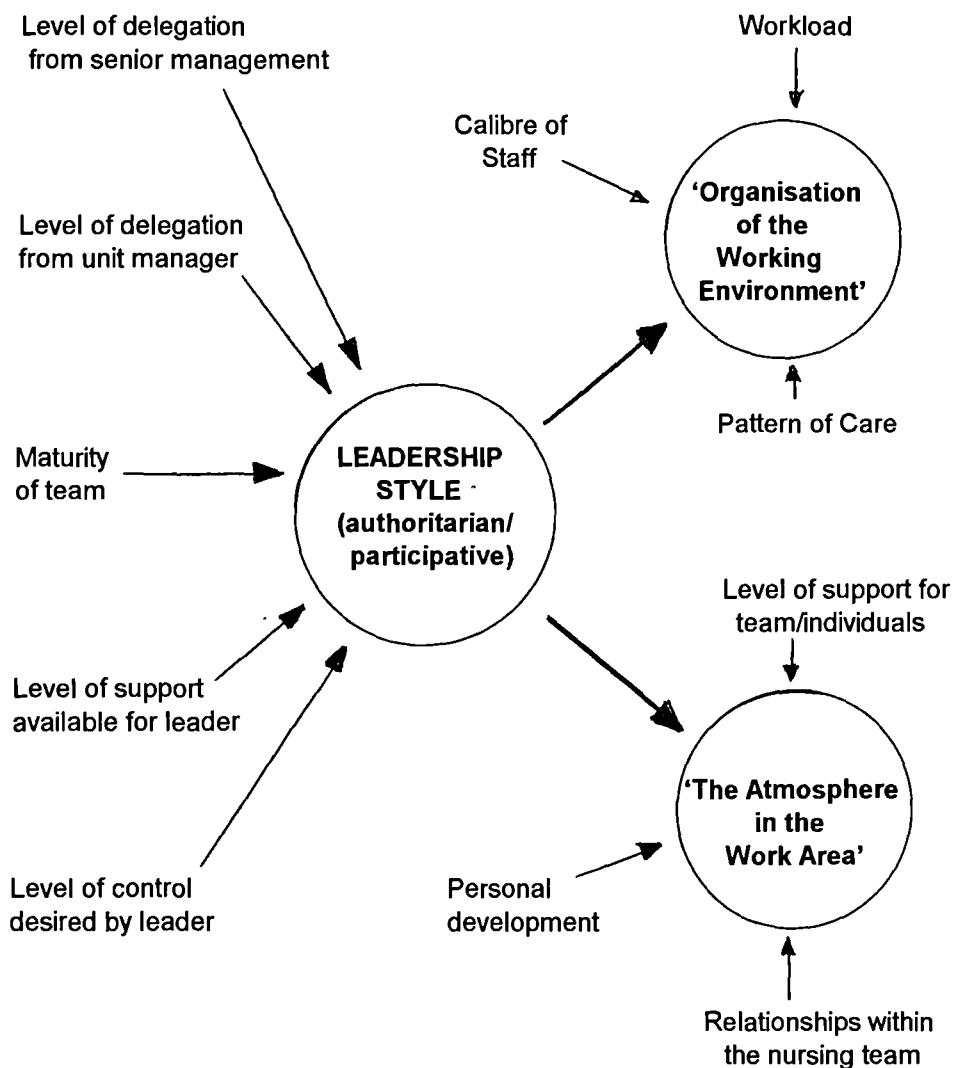 Level of delegation
from senior management
Workload
Calibre of
Staff
‘Organisation
of the
Working
Environment’
Level of delegation
from unit manager
Pattern of Care
Maturity
of team
LEADERSHIP
STYLE
(authoritarian/
participative)
Level of support for
team/individuals
Level of support
available for leader
‘The Atmosphere
in the
Work Area’
Level of control
desired by leader
Personal
development
Relationships within
the nursing team